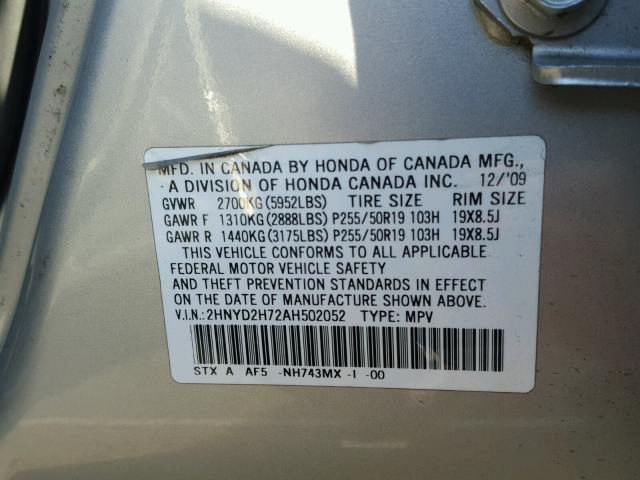 MFD. IN CANADA BY HONDA OF CANADA MFG.,
A DIVISION OF HONDA CANADA INC. 12/'09
GVWR 2700KG(5952LBS) TIRE SIZE RIM SIZE
GAWR F 1310KG(2888LBS) P255/50R19 103H 19X8.5J
GAWR R 1440KG(3175LBS) P255/50R19 103H 19X8.5J
THIS VEHICLE CONFORMS TO ALL APPLICABLE
FEDERAL MOTOR VEHICLE SAFETY
AND THEFT PREVENTION STANDARDS IN EFFECT
ON THE DATE OF MANUFACTURE SHOWN ABOVE.
V.I.N.:2HNYD2H72AH502052 TYPE: MPV
STX A AF5 -NH743MX -I -00